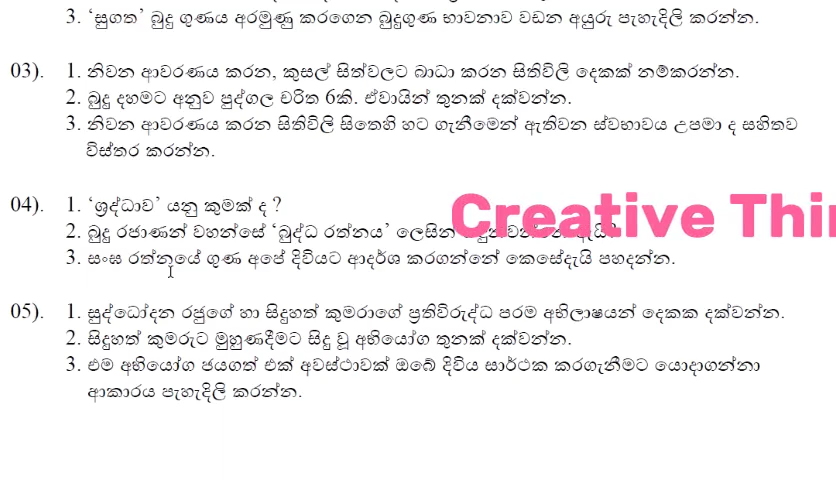 3. ‘සුගත’ බුදු ගුණය අරමුණු කරගෙන බුදුගුණ භාවනාව වඩන අයුරු පැහැදිලි කරන්න.
03). 1. නිවන ආවරණය කරන, කුසල් සිත්වලට බාධා කරන සිතිවිලි දෙකක් නම්කරන්න.
2. බුදු දහමට අනුව පුද්ගල චරිත 6කි. ඒවායින් තුනක් දක්වන්න.
3. නිවන ආවරණය කරන සිතිවිලි සිතෙහි හට ගැනීමෙන් ඇතිවන ස්වභාවය උපමා ද සහිතව
විස්තර කරන්න.
04). 1. ‘ශ්‍රද්ධාව’ යනු කුමක් ද ?
Creative Thin
2. බුදු රජාණන් වහන්සේ ‘බුද්ධ රත්නය’ ලෙසින්
3. සංඝ රත්නයේ ගුණ අපේ දිවියට ආදර්ශ කරගන්නේ කෙසේදැයි පහදන්න.
05). 1. සුද්ධෝදන රජුගේ හා සිදුහත් කුමරාගේ ප්‍රතිවිරුද්ධ පරම අභිලාෂයන් දෙකක දක්වන්න.
2. සිදුහත් කුමරුට මුහුණදීමට සිදු වූ අභියෝග තුනක් දක්වන්න.
3. එම අභියෝග ජයගත් එක් අවස්ථාවක් ඔබේ දිවිය සාර්ථක කරගැනීමට යොදාගන්නා
ආකාරය පැහැදිලි කරන්න.